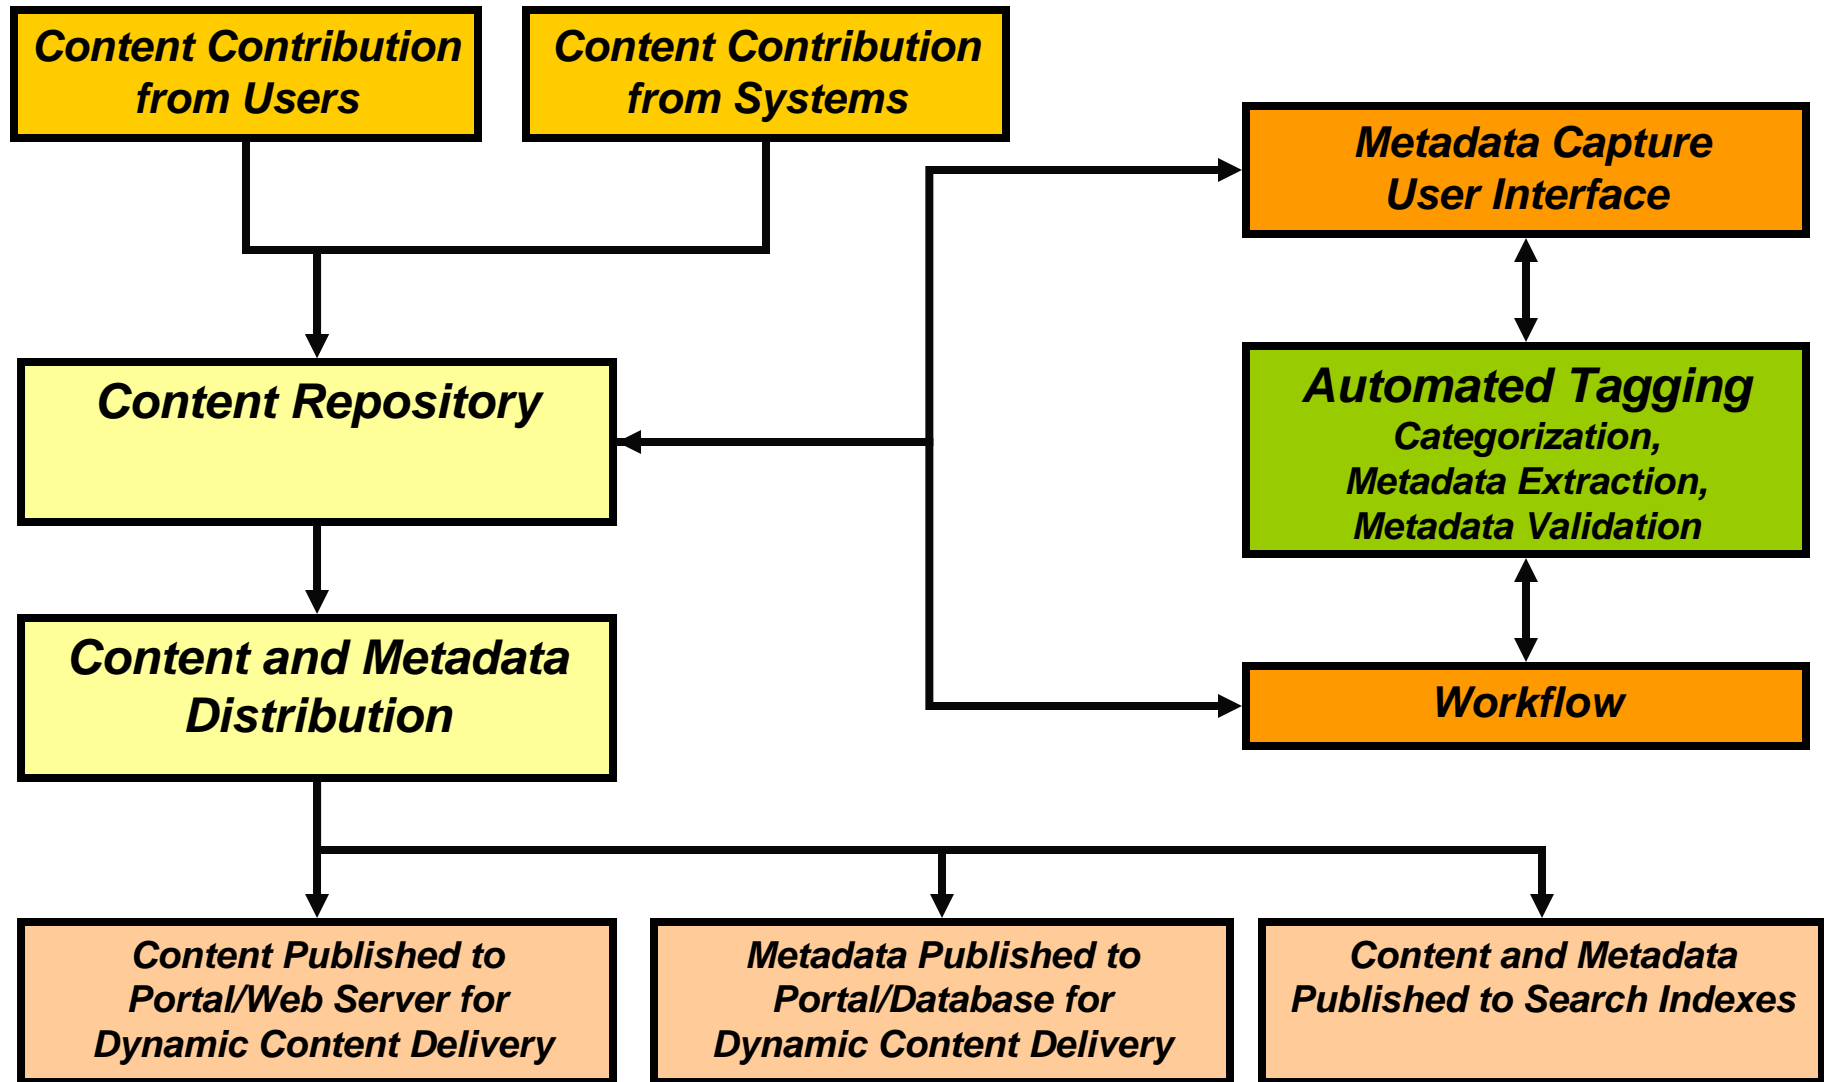 Content Contribution
from Users
Content Contribution
from Systems
Metadata Capture
User Interface
Content Repository
Automated Tagging
Categorization,
Metadata Extraction,
Metadata Validation
Content and Metadata
Distribution
Workflow
Content Published to
Portal/Web Server for
Dynamic Content Delivery
Metadata Published to
Portal/Database for
Dynamic Content Delivery
Content and Metadata
Published to Search Indexes